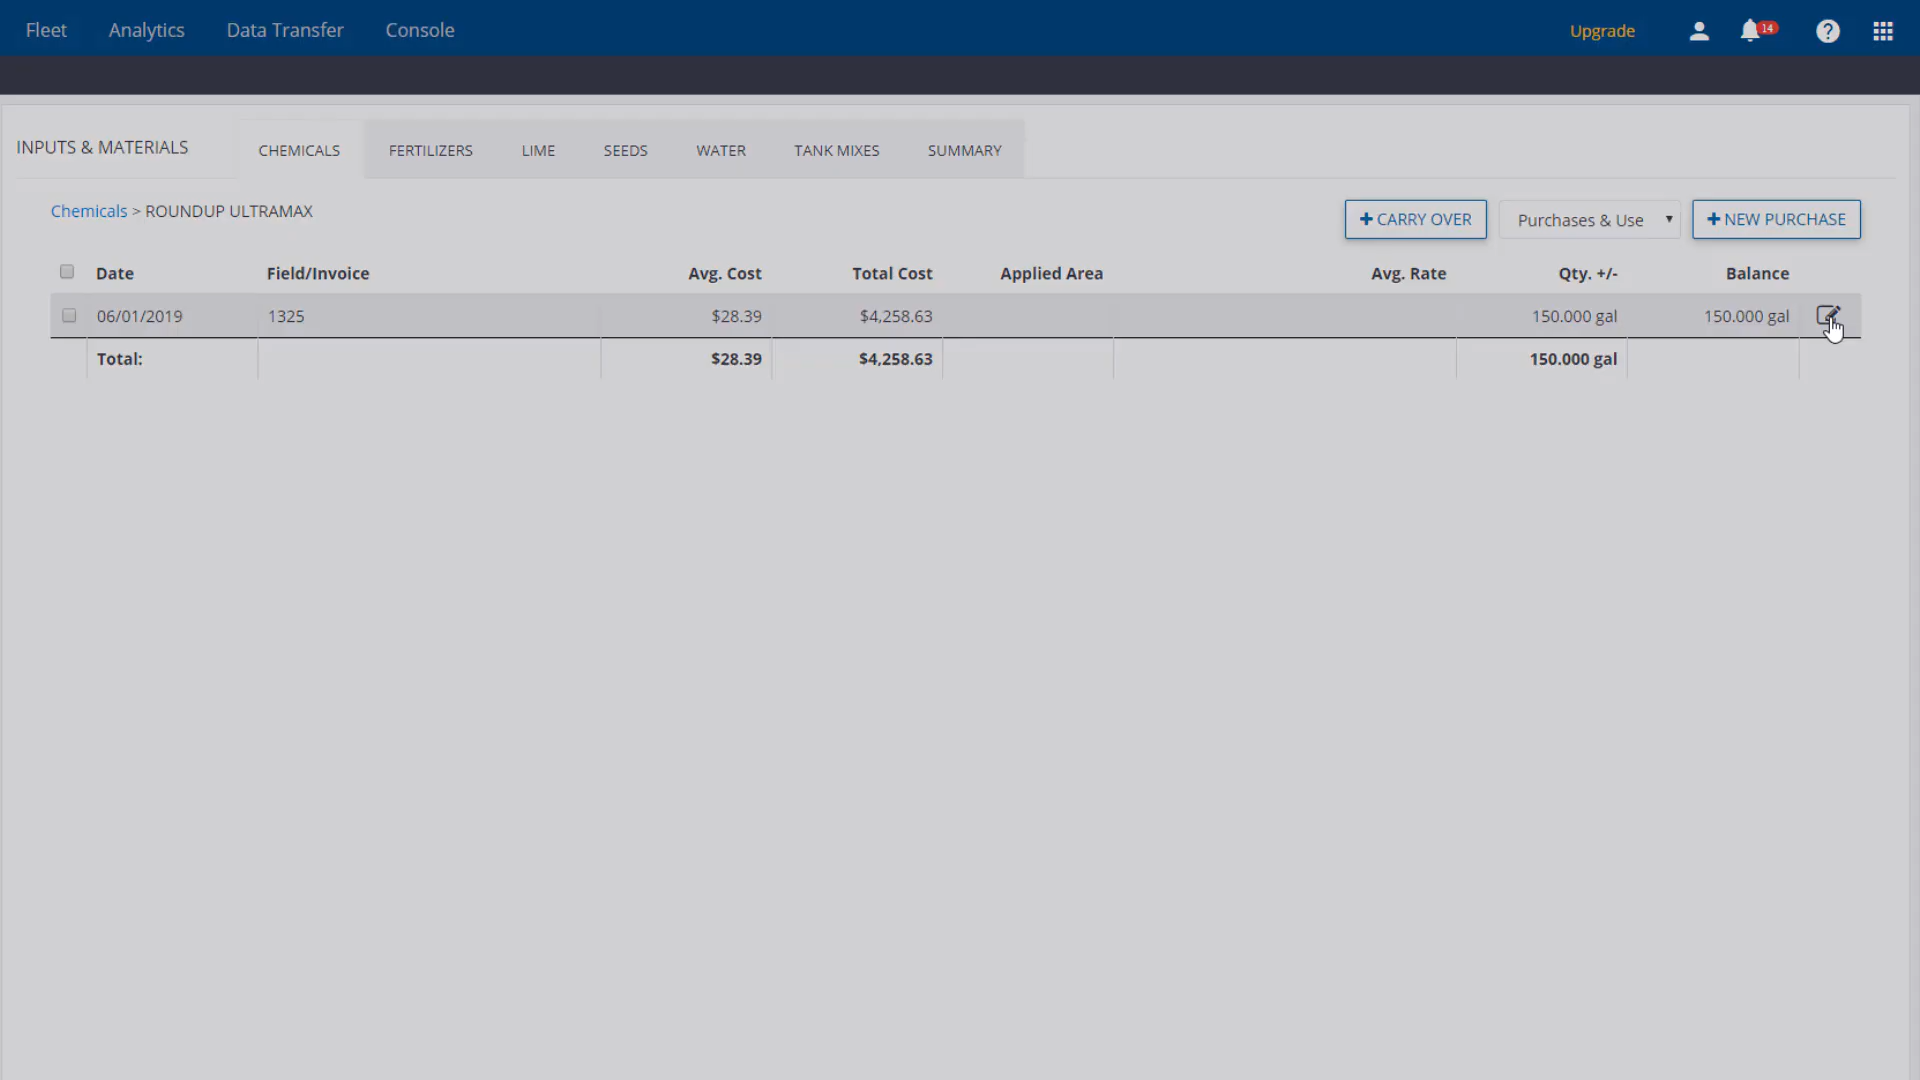 Fleet Analytics Data Transfer Console Upgrade 14 ?
INPUTS & MATERIALS CHEMICALS FERTILIZERS LIME SEEDS WATER TANK MIXES SUMMARY
Chemicals > ROUNDUP ULTRAMAX + CARRY OVER Purchases & Use + NEW PURCHASE
Date Field/Invoice Avg. Cost Total Cost Applied Area Avg. Rate Qty. +/- Balance
06/01/2019 1325 $28.39 $4,258.63 150.000 gal 150.000 gal
Total: $28.39 $4,258.63 150.000 gal